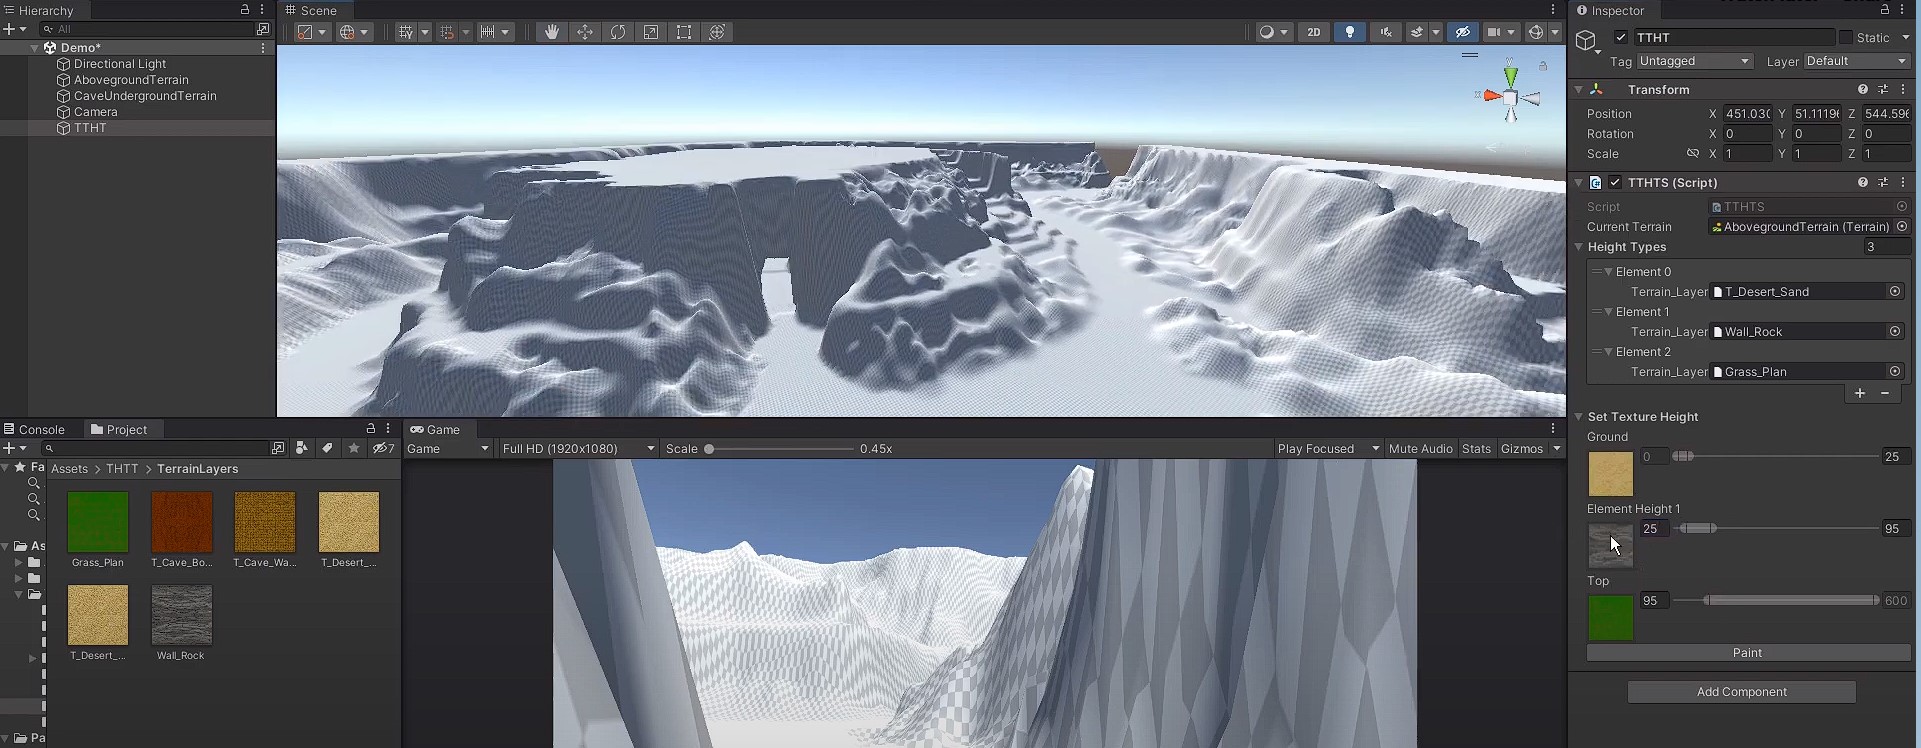 Hierarchy
All
Demo*
Directional Light
AbovegroundTerrain
CaveUndergroundTerrain
Camera
TTHT
Scene
2D
y
x
Inspector
TTHT
Static
Tag Untagged Layer Default
Transform
Position X 451.03( Y 51.1119( Z 544.59(
Rotation X 0 Y 0 Z 0
Scale X 1 Y 1 Z 1
TTHTS (Script)
Script TTHTS
Current Terrain AbovegroundTerrain (Terrain)
Height Types 3
Element 0
Terrain_Layer T_Desert_Sand
Element 1
Terrain_Layer Wall_Rock
Element 2
Terrain_Layer Grass_Plan
+ −
Set Texture Height
Ground
0 25
Element Height 1
25 95
Top
95 600
Paint
Add Component
Console Project
7
Fa
As
Pa
Assets > THTT > TerrainLayers
Grass_Plan T_Cave_Bo... T_Cave_Wa... T_Desert_...
T_Desert_... Wall_Rock
Game
Game Full HD (1920x1080) Scale 0.45x Play Focused Mute Audio Stats Gizmos